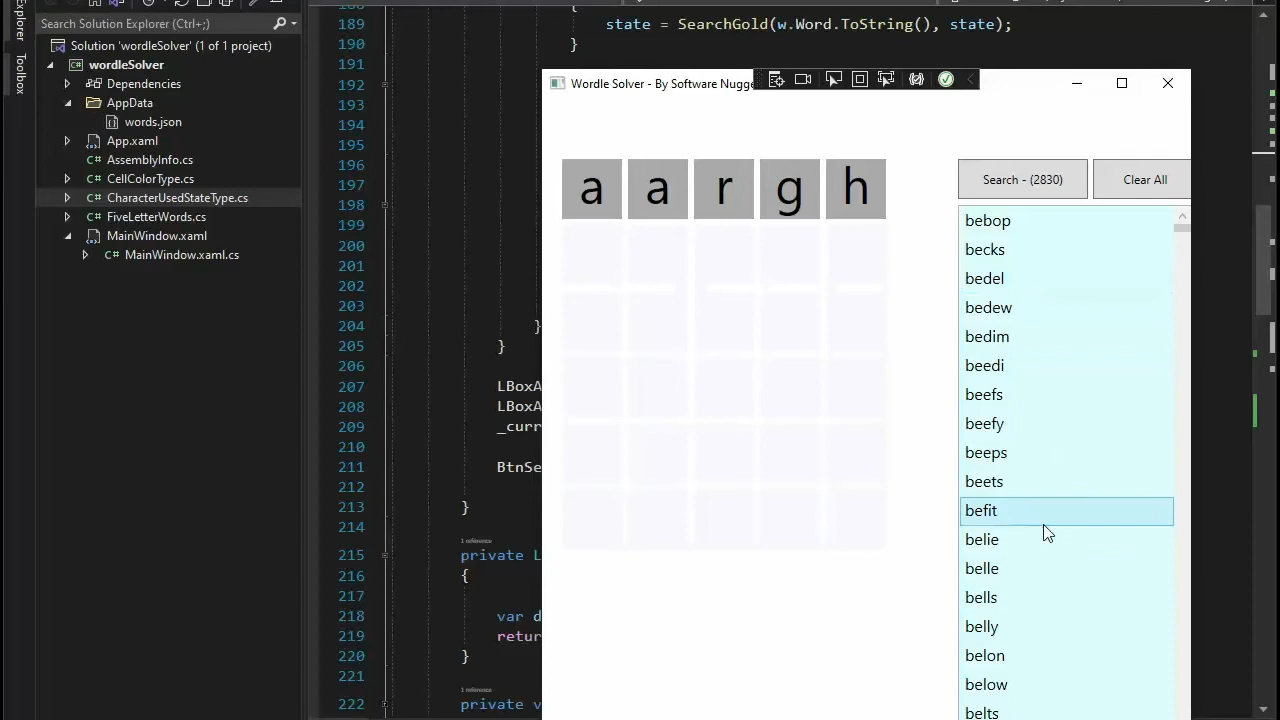 Explorer
Toolbox
Search Solution Explorer (Ctrl+;)
Solution 'wordleSolver' (1 of 1 project)
wordleSolver
Dependencies
AppData
words.json
App.xaml
AssemblyInfo.cs
CellColorType.cs
CharacterUsedStateType.cs
FiveLetterWords.cs
MainWindow.xaml
MainWindow.xaml.cs
189 state = SearchGold(w.Word.ToString(), state);
190 }
191
192
193
194
195
196
197
198
199
200
201
202
203
204 }
205 }
206
207 LBoxA
208 LBoxA
209 _curr
210
211 BtnSe
212
213 }
214
1 reference
215 private L
216 {
217
218 var d
219 retur
220 }
221
1 reference
222 private v
Wordle Solver - By Software Nugge
a a r g h
Search - (2830)
Clear All
bebop
becks
bedel
bedew
bedim
beedi
beefs
beefy
beeps
beets
befit
belie
belle
bells
belly
belon
below
belts